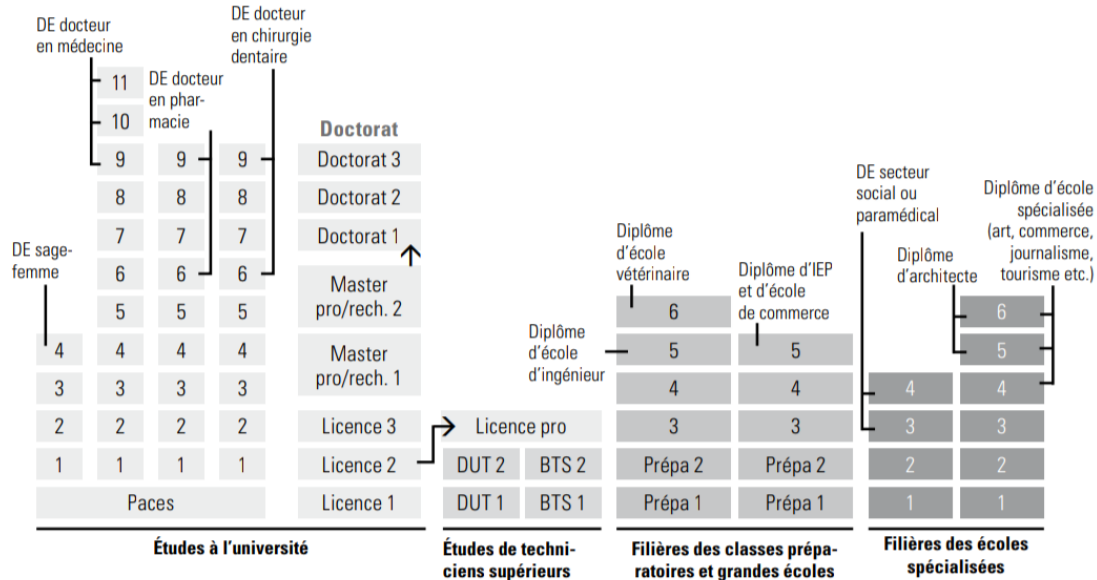 DE docteur
en médecine
DE docteur
en chirurgie
dentaire
11
DE docteur
en phar-
macie
10
Doctorat
9 9 9 Doctorat 3
8 8 8 Doctorat 2
7 7 7 Doctorat 1
DE sage-
femme
6 6 6 Master
pro/rech. 2
5 5 5
4 4 4 4 Master
pro/rech. 1
3 3 3 3
2 2 2 2 Licence 3
1 1 1 1 Licence 2
Paces Licence 1
Études à l'université
Licence pro
DUT 2 BTS 2
DUT 1 BTS 1
Études de techni-
ciens supérieurs
Diplôme
d'école
vétérinaire
Diplôme d'IEP
et d'école
de commerce
Diplôme
d'école
d'ingénieur
6
5 5
4 4
3 3
Prépa 2 Prépa 2
Prépa 1 Prépa 1
Filières des classes prépa-
ratoires et grandes écoles
DE secteur
social ou
paramédical
Diplôme d'école
spécialisée
(art, commerce,
journalisme,
tourisme etc.)
Diplôme
d'architecte
6
5
4 4
3 3
2 2
1 1
Filières des écoles
spécialisées